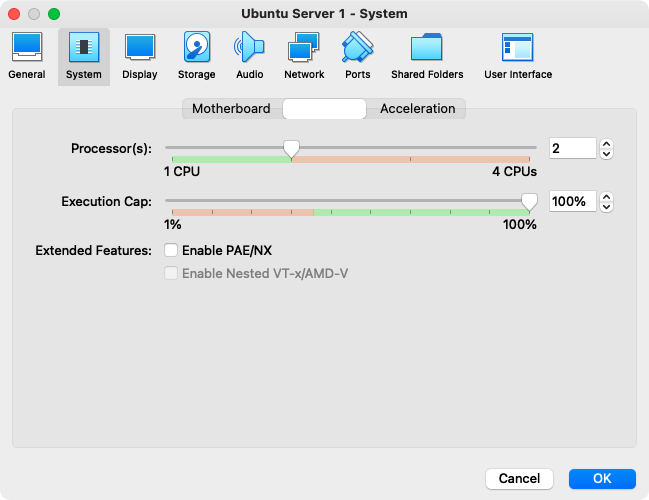 Ubuntu Server 1 - System
General System Display Storage Audio Network Ports Shared Folders User Interface
Motherboard Acceleration
Processor(s): 2
1 CPU 4 CPUs
Execution Cap: 100%
1% 100%
Extended Features: Enable PAE/NX
Enable Nested VT-x/AMD-V
Cancel OK